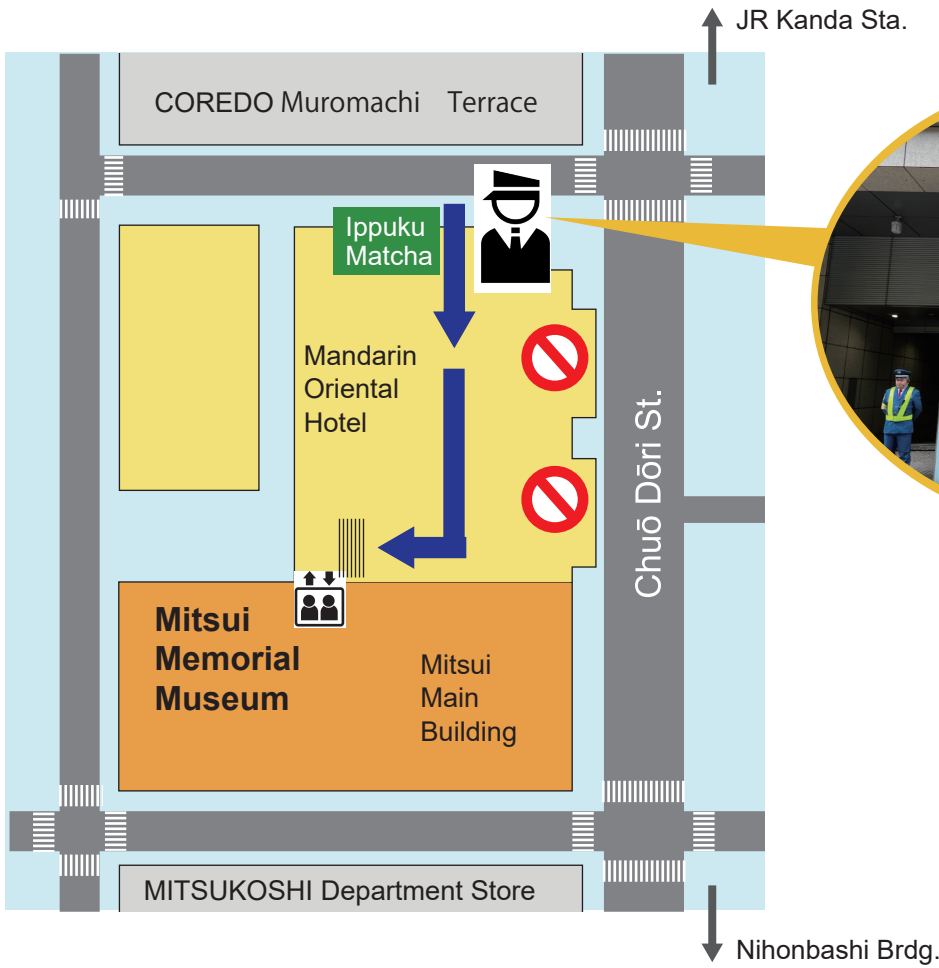 JR Kanda Sta.
COREDO Muromachi Terrace
Ippuku
Matcha
Mandarin
Oriental
Hotel
Chuō Dōri St.
Mitsui
Memorial
Museum
Mitsui
Main
Building
MITSUKOSHI Department Store
Nihonbashi Brdg.